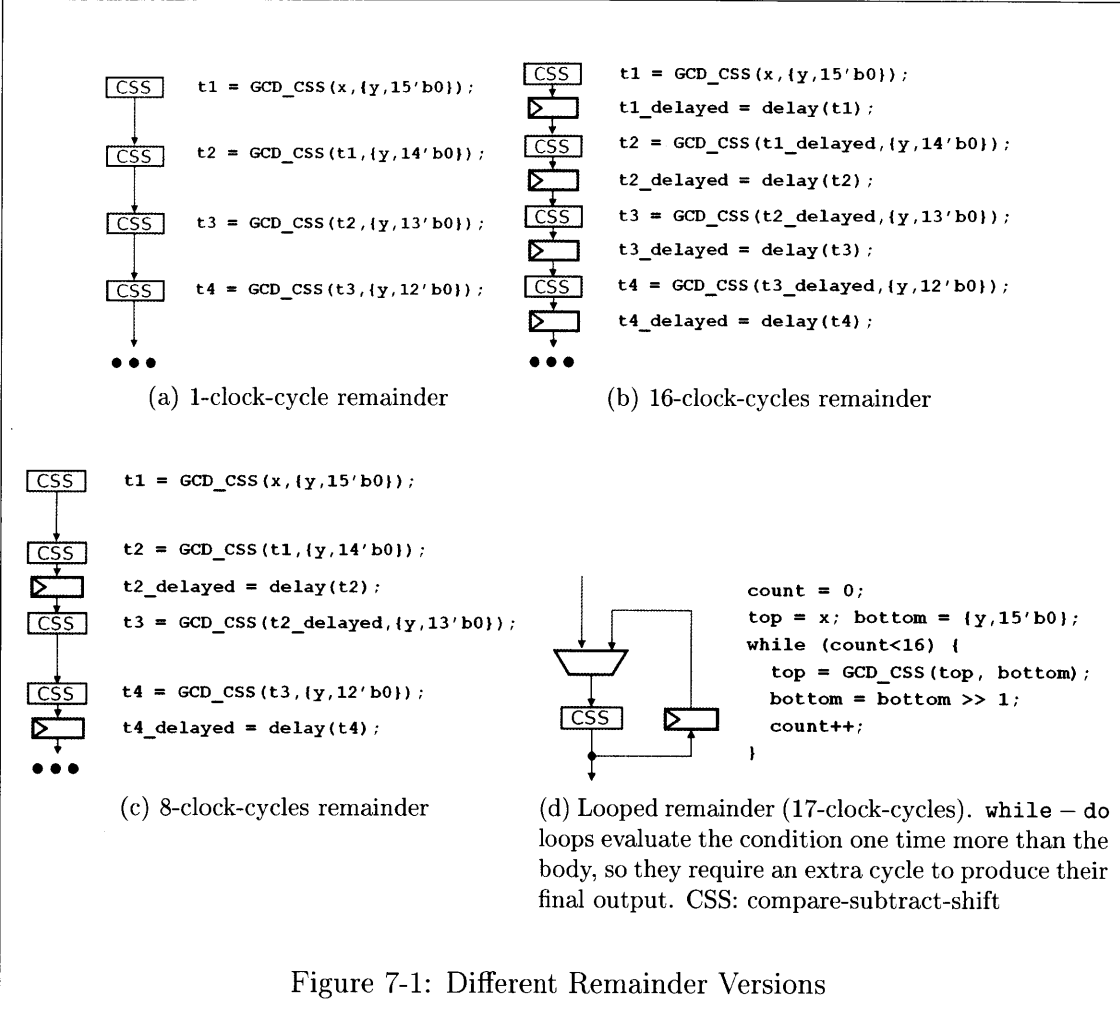 CSS t1 = GCD_CSS(x,{y,15'b0});
CSS t2 = GCD_CSS(t1,{y,14'b0});
CSS t3 = GCD_CSS(t2,{y,13'b0});
CSS t4 = GCD_CSS(t3,{y,12'b0});
(a) 1-clock-cycle remainder
CSS t1 = GCD_CSS(x,{y,15'b0});
t1_delayed = delay(t1);
CSS t2 = GCD_CSS(t1_delayed,{y,14'b0});
t2_delayed = delay(t2);
CSS t3 = GCD_CSS(t2_delayed,{y,13'b0});
t3_delayed = delay(t3);
CSS t4 = GCD_CSS(t3_delayed,{y,12'b0});
t4_delayed = delay(t4);
(b) 16-clock-cycles remainder
CSS t1 = GCD_CSS(x,{y,15'b0});
CSS t2 = GCD_CSS(t1,{y,14'b0});
t2_delayed = delay(t2);
CSS t3 = GCD_CSS(t2_delayed,{y,13'b0});
CSS t4 = GCD_CSS(t3,{y,12'b0});
t4_delayed = delay(t4);
(c) 8-clock-cycles remainder
CSS
count = 0;
top = x; bottom = {y,15'b0};
while (count<16) {
top = GCD_CSS(top, bottom);
bottom = bottom >> 1;
count++;
}
(d) Looped remainder (17-clock-cycles). while – do
loops evaluate the condition one time more than the
body, so they require an extra cycle to produce their
final output. CSS: compare-subtract-shift
Figure 7-1: Different Remainder Versions